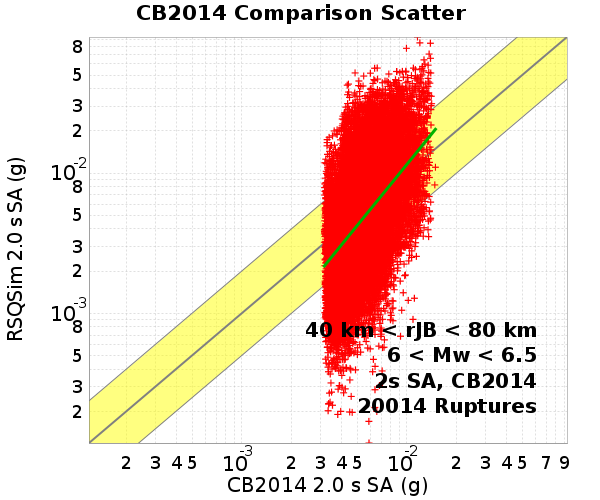 CB2014 Comparison Scatter
RSQSim 2.0 s SA (g)
8
5
3
2
10-2
8
5
3
2
10-3
8
5
3
2
40 km < rJB < 80 km
6 < Mw < 6.5
2s SA, CB2014
20014 Ruptures
2 3 4 5 10-3 2 3 4 5 10-2 2 3 4 5 7 9
CB2014 2.0 s SA (g)